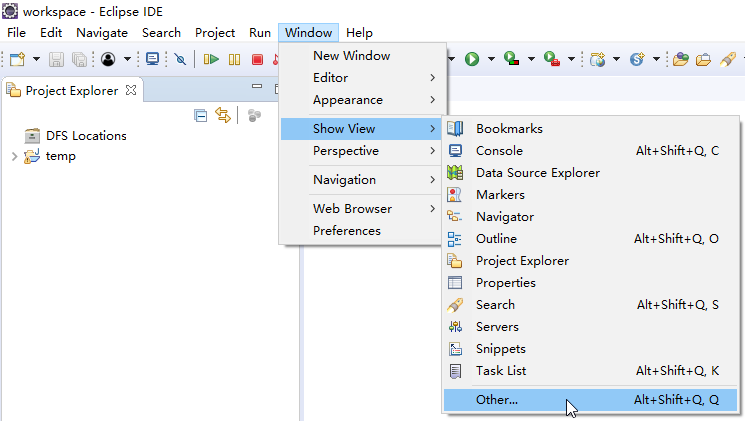 workspace - Eclipse IDE
File Edit Navigate Search Project Run Window Help
Project Explorer
DFS Locations
temp
New Window
Editor
Appearance
Show View
Perspective
Navigation
Web Browser
Preferences
Bookmarks
Console Alt+Shift+Q, C
Data Source Explorer
Markers
Navigator
Outline Alt+Shift+Q, O
Project Explorer
Properties
Search Alt+Shift+Q, S
Servers
Snippets
Task List Alt+Shift+Q, K
Other... Alt+Shift+Q, Q